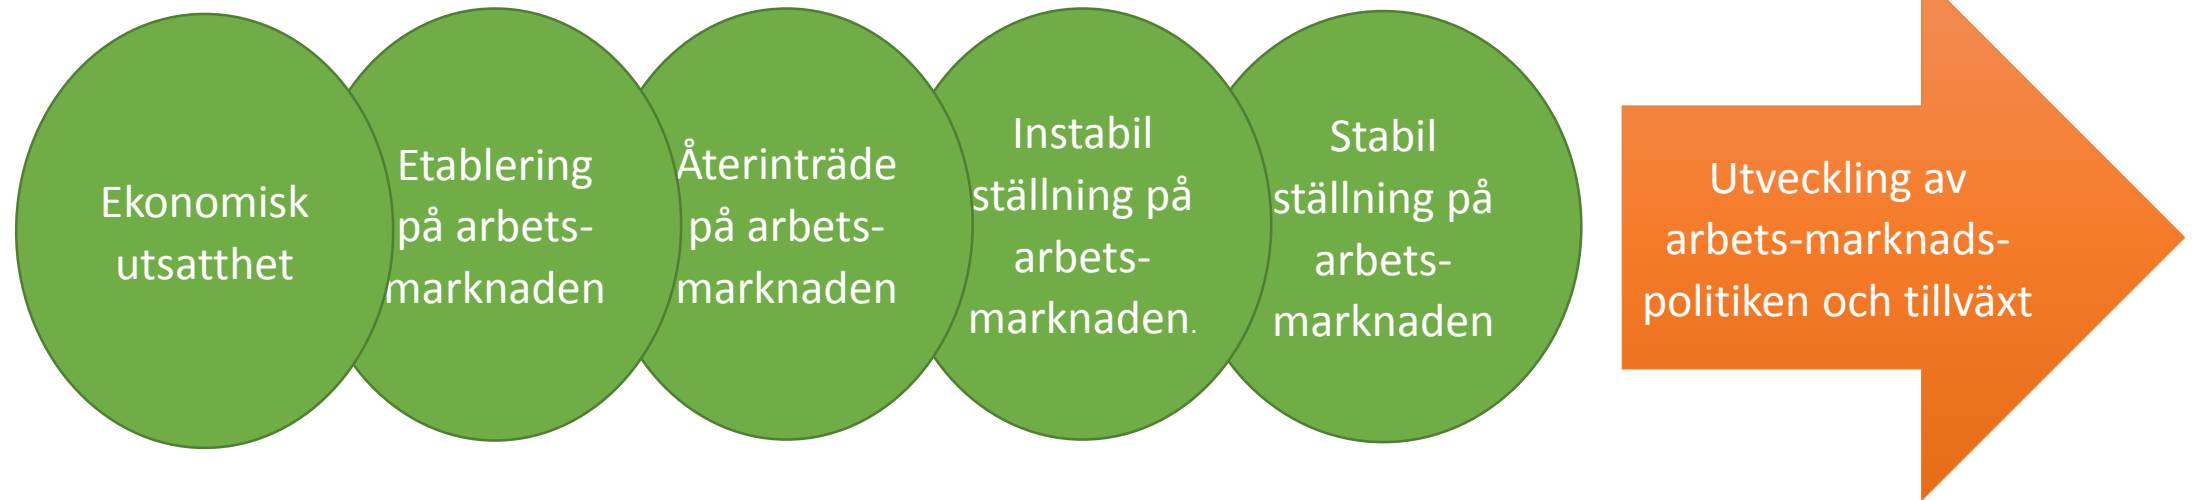 Ekonomisk
utsatthet
Etablering
på arbets-
marknaden
Återinträde
på arbets-
marknaden
Instabil
ställning på
arbets-
marknaden.
Stabil
ställning på
arbets-
marknaden
Utveckling av
arbets-marknads-
politiken och tillväxt